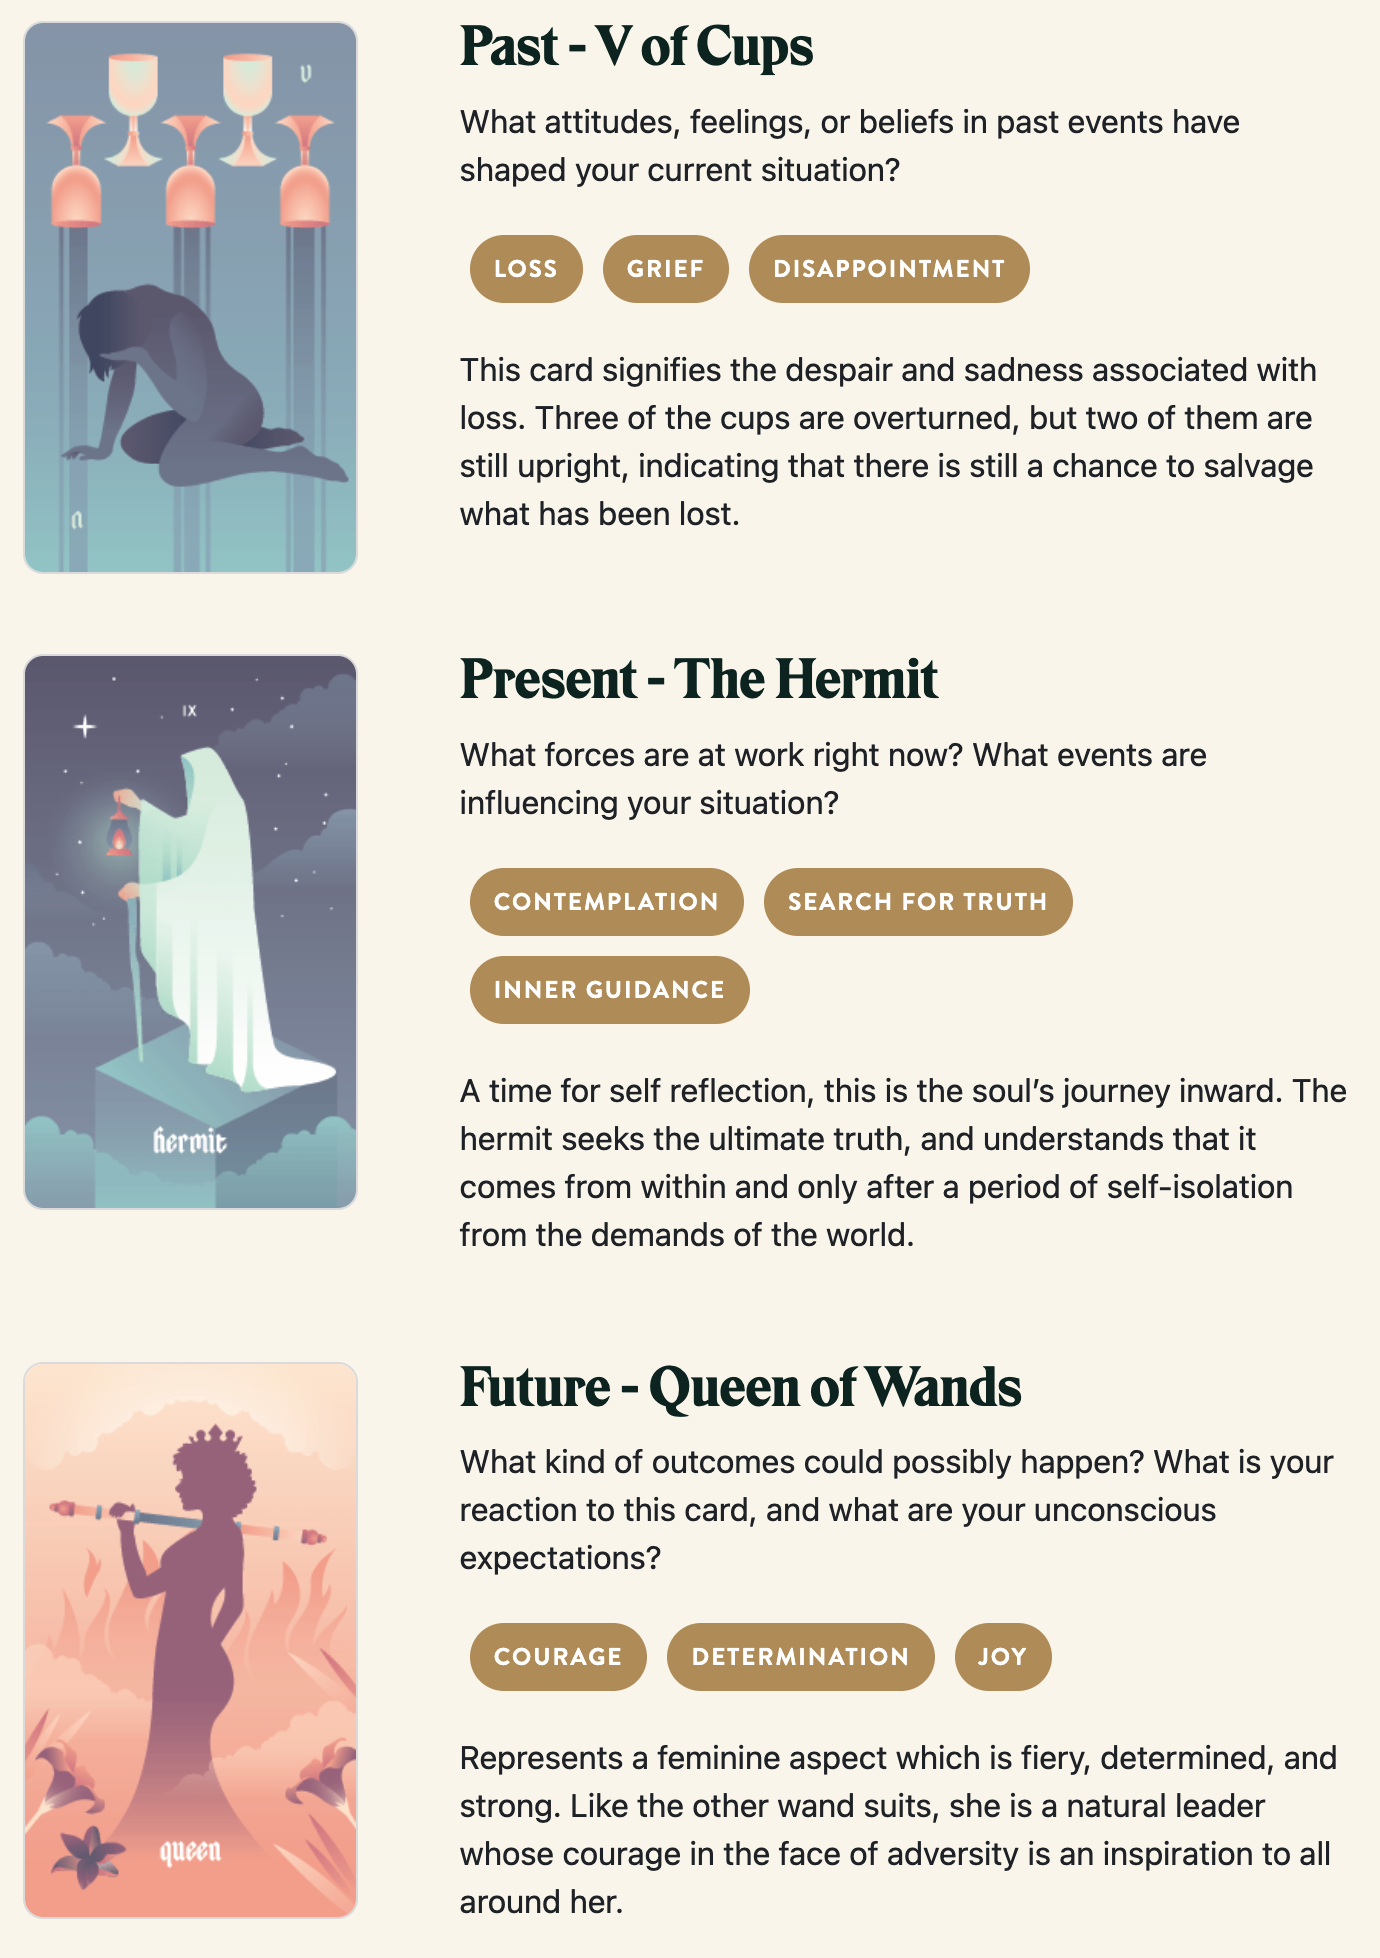 v
v
Past - V of Cups
What attitudes, feelings, or beliefs in past events have
shaped your current situation?
LOSS GRIEF DISAPPOINTMENT
This card signifies the despair and sadness associated with
loss. Three of the cups are overturned, but two of them are
still upright, indicating that there is still a chance to salvage
what has been lost.
IX
hermit
Present - The Hermit
What forces are at work right now? What events are
influencing your situation?
CONTEMPLATION SEARCH FOR TRUTH
INNER GUIDANCE
A time for self reflection, this is the soul’s journey inward. The
hermit seeks the ultimate truth, and understands that it
comes from within and only after a period of self-isolation
from the demands of the world.
queen
Future - Queen of Wands
What kind of outcomes could possibly happen? What is your
reaction to this card, and what are your unconscious
expectations?
COURAGE DETERMINATION JOY
Represents a feminine aspect which is fiery, determined, and
strong. Like the other wand suits, she is a natural leader
whose courage in the face of adversity is an inspiration to all
around her.